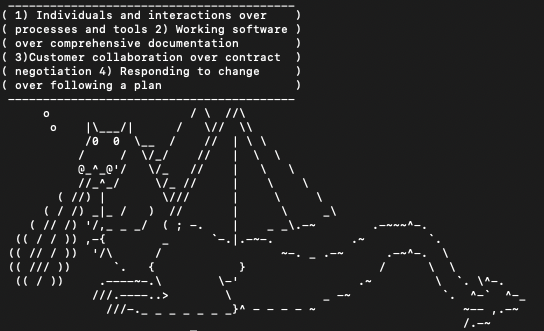 1) Individuals and interactions over
processes and tools 2) Working software
over comprehensive documentation
3)Customer collaboration over contract
negotiation 4) Responding to change
over following a plan